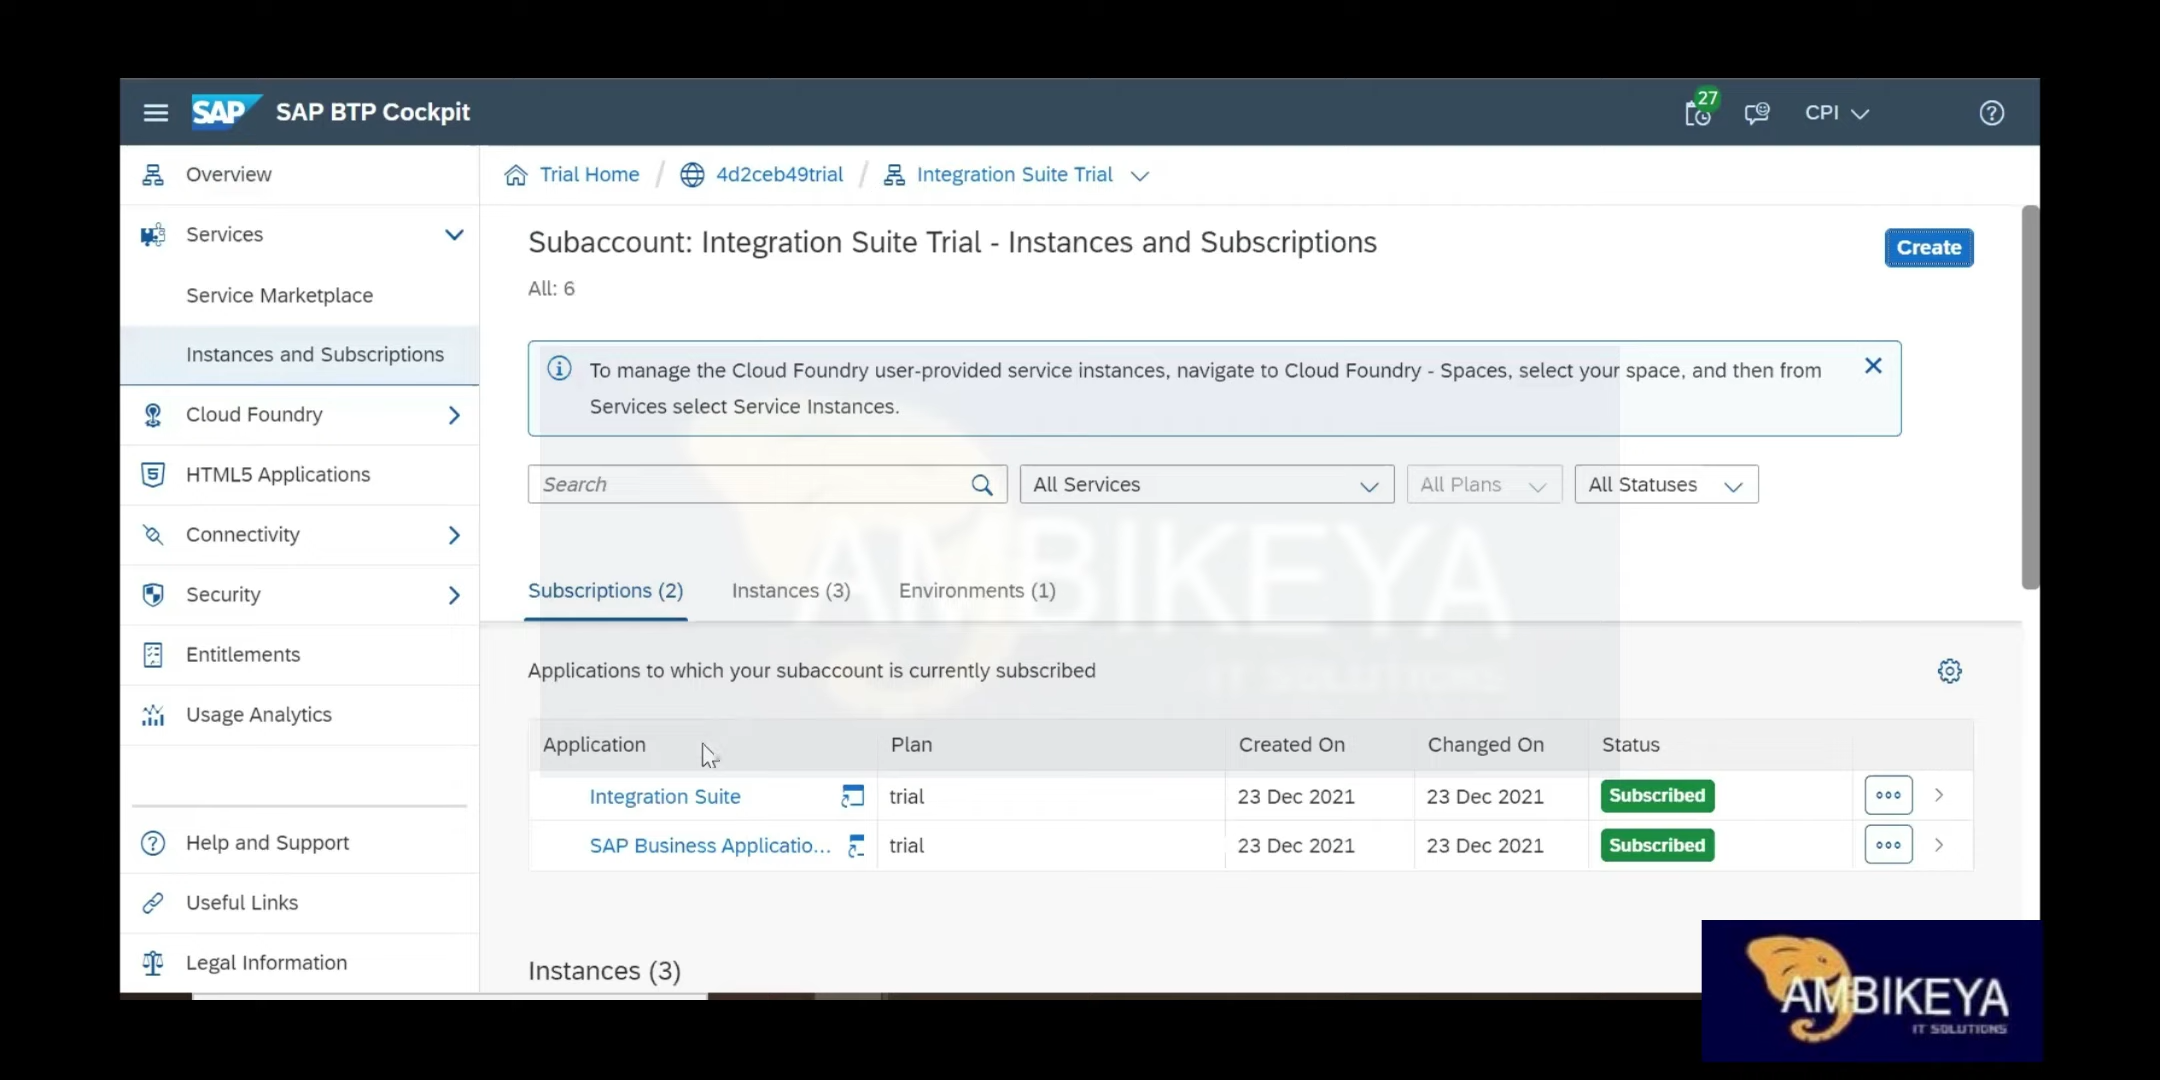 SAP SAP BTP Cockpit
27
CPI
Overview
Services
Service Marketplace
Instances and Subscriptions
Cloud Foundry
HTML5 Applications
Connectivity
Security
Entitlements
Usage Analytics
Help and Support
Useful Links
Legal Information
Trial Home / 4d2ceb49trial / Integration Suite Trial
Subaccount: Integration Suite Trial - Instances and Subscriptions
Create
All: 6
To manage the Cloud Foundry user-provided service instances, navigate to Cloud Foundry - Spaces, select your space, and then from
Services select Service Instances.
Search
All Services
All Plans
All Statuses
Subscriptions (2) Instances (3) Environments (1)
AMBIKEYA
IT SOLUTIONS
Applications to which your subaccount is currently subscribed
Application Plan Created On Changed On Status
Integration Suite trial 23 Dec 2021 23 Dec 2021 Subscribed
SAP Business Applicatio... trial 23 Dec 2021 23 Dec 2021 Subscribed
Instances (3)
AMBIKEYA
IT SOLUTIONS